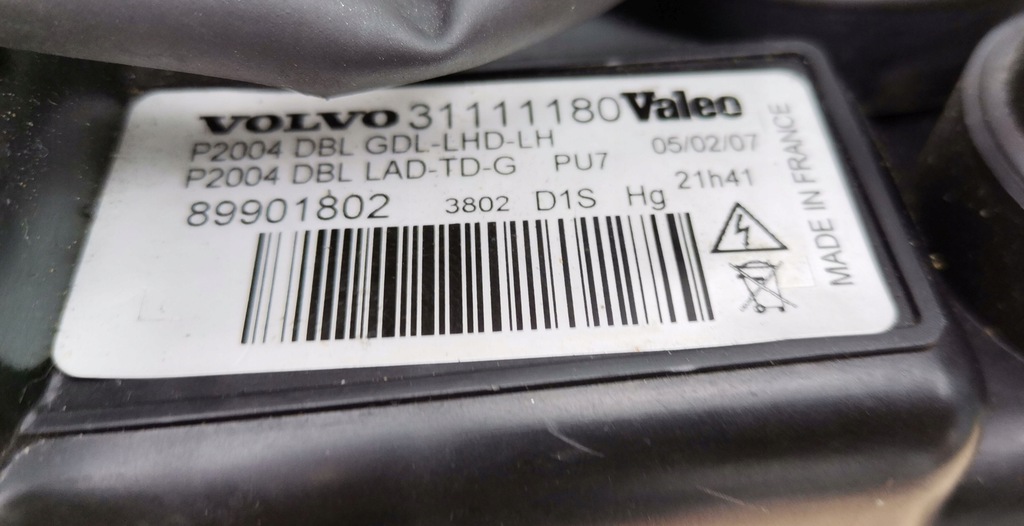 VOLVO 31111180 Valeo
P2004 DBL GDL-LHD-LH 05/02/07
P2004 DBL LAD-TD-G PU7 21h41
89901802 3802 D1S Hg
MADE IN FRANCE